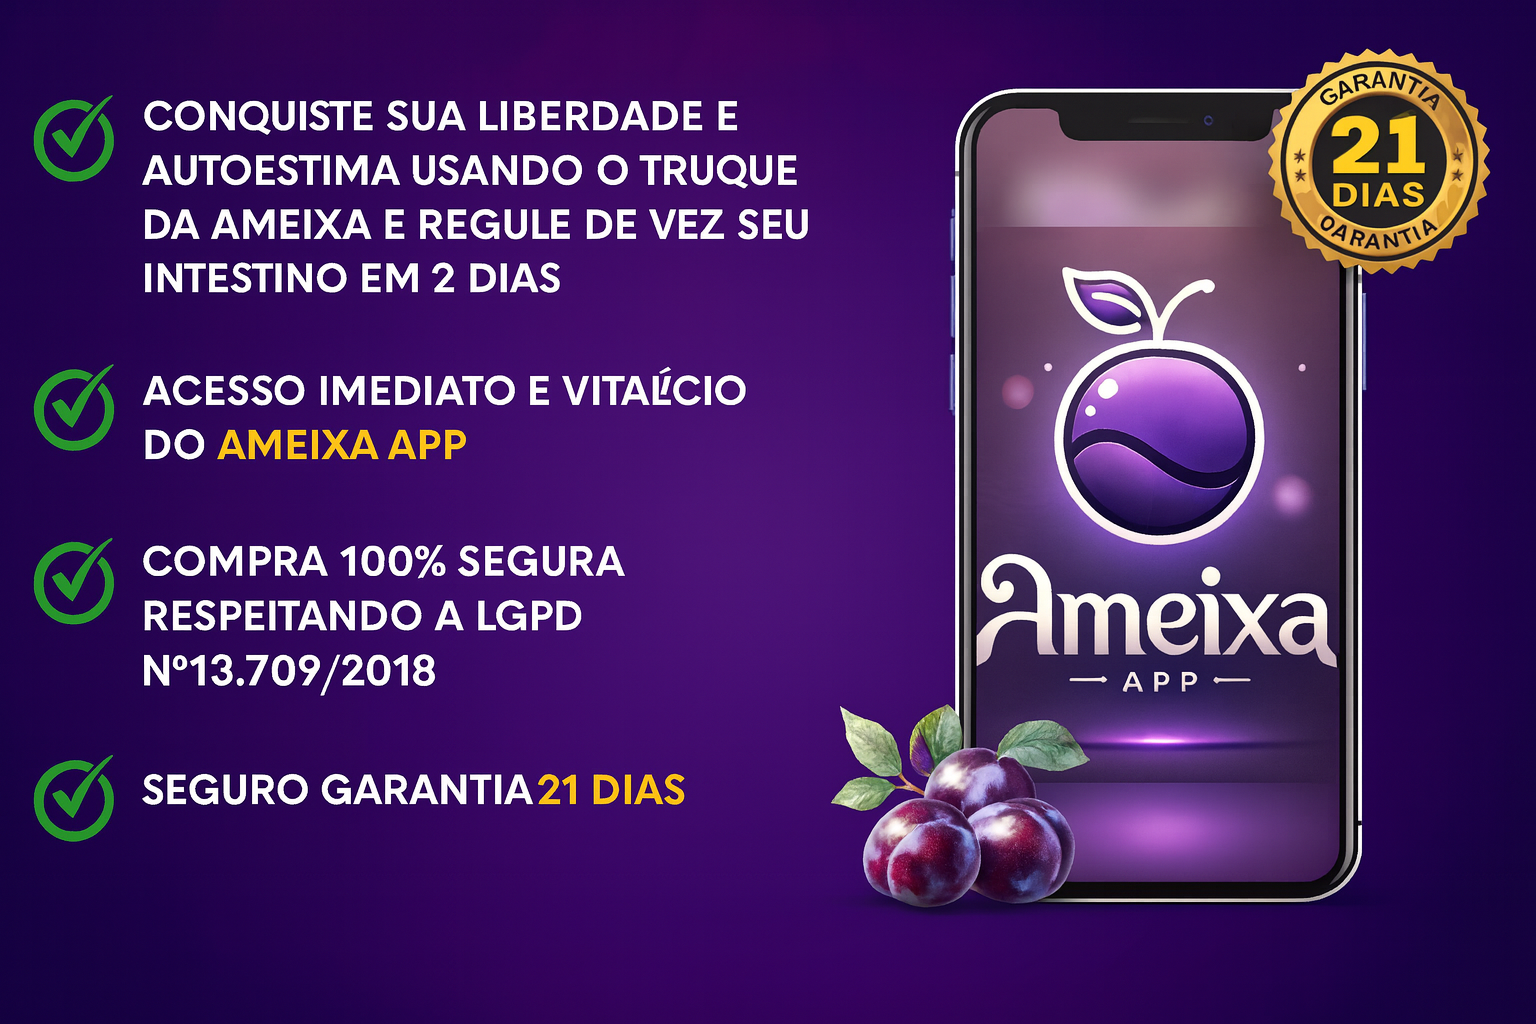 CONQUISTE SUA LIBERDADE E
AUTOESTIMA USANDO O TRUQUE
DA AMEIXA E REGULE DE VEZ SEU
INTESTINO EM 2 DIAS
ACESSO IMEDIATO E VITALÍCIO
DO AMEIXA APP
COMPRA 100% SEGURA
RESPEITANDO A LGPD
Nº13.709/2018
SEGURO GARANTIA 21 DIAS
GARANTIA
21
DIAS
GARANTIA
Ameixa
APP